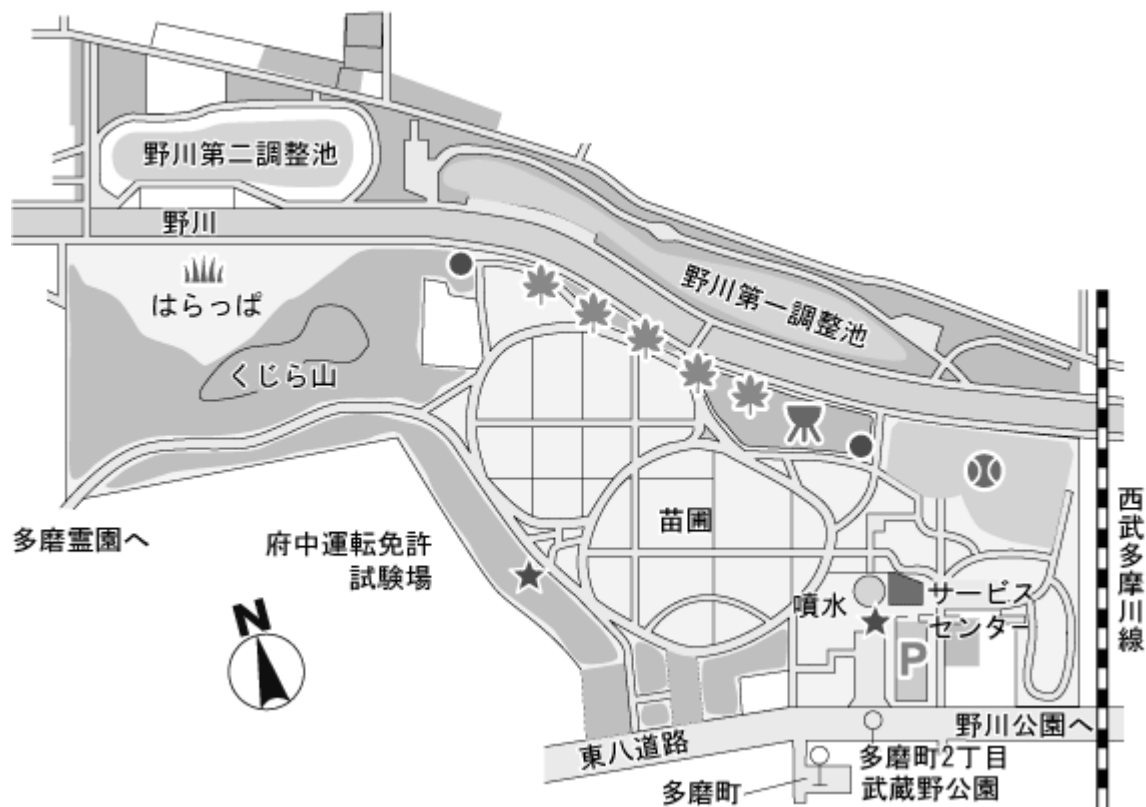 野川第二調整池
野川
はらっぱ
くじら山
野川第一調整池
多磨霊園へ
府中運転免許
試験場
苗圃
噴水
サービス
センター
P
N
西武多摩川線
野川公園へ
東八道路
多磨町2丁目
多磨町
武蔵野公園